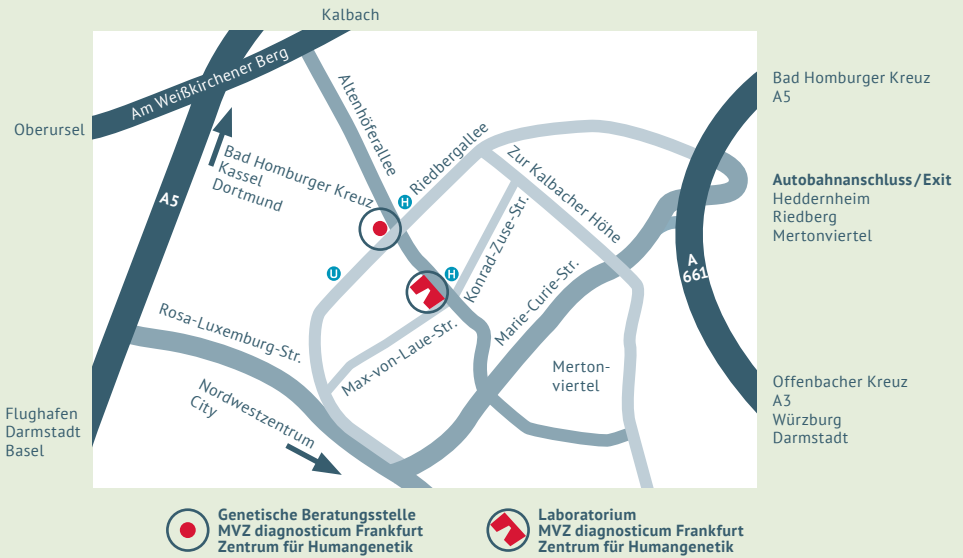 Kalbach
Am Weißkirchener Berg
Oberursel
A5
Bad Homburger Kreuz
Kassel
Dortmund
Altenhöferallee
Riedbergallee
H
Zur Kalbacher Höhe
Konrad-Zuse-Str.
U
H
Marie-Curie-Str.
Max-von-Laue-Str.
Rosa-Luxemburg-Str.
Nordwestzentrum
City
Merton-
viertel
A
661
Bad Homburger Kreuz
A5
Autobahnanschluss/Exit
Heddernheim
Riedberg
Mertonviertel
Offenbacher Kreuz
A3
Würzburg
Darmstadt
Flughafen
Darmstadt
Basel
Genetische Beratungsstelle
MVZ diagnosticum Frankfurt
Zentrum für Humangenetik
Laboratorium
MVZ diagnosticum Frankfurt
Zentrum für Humangenetik